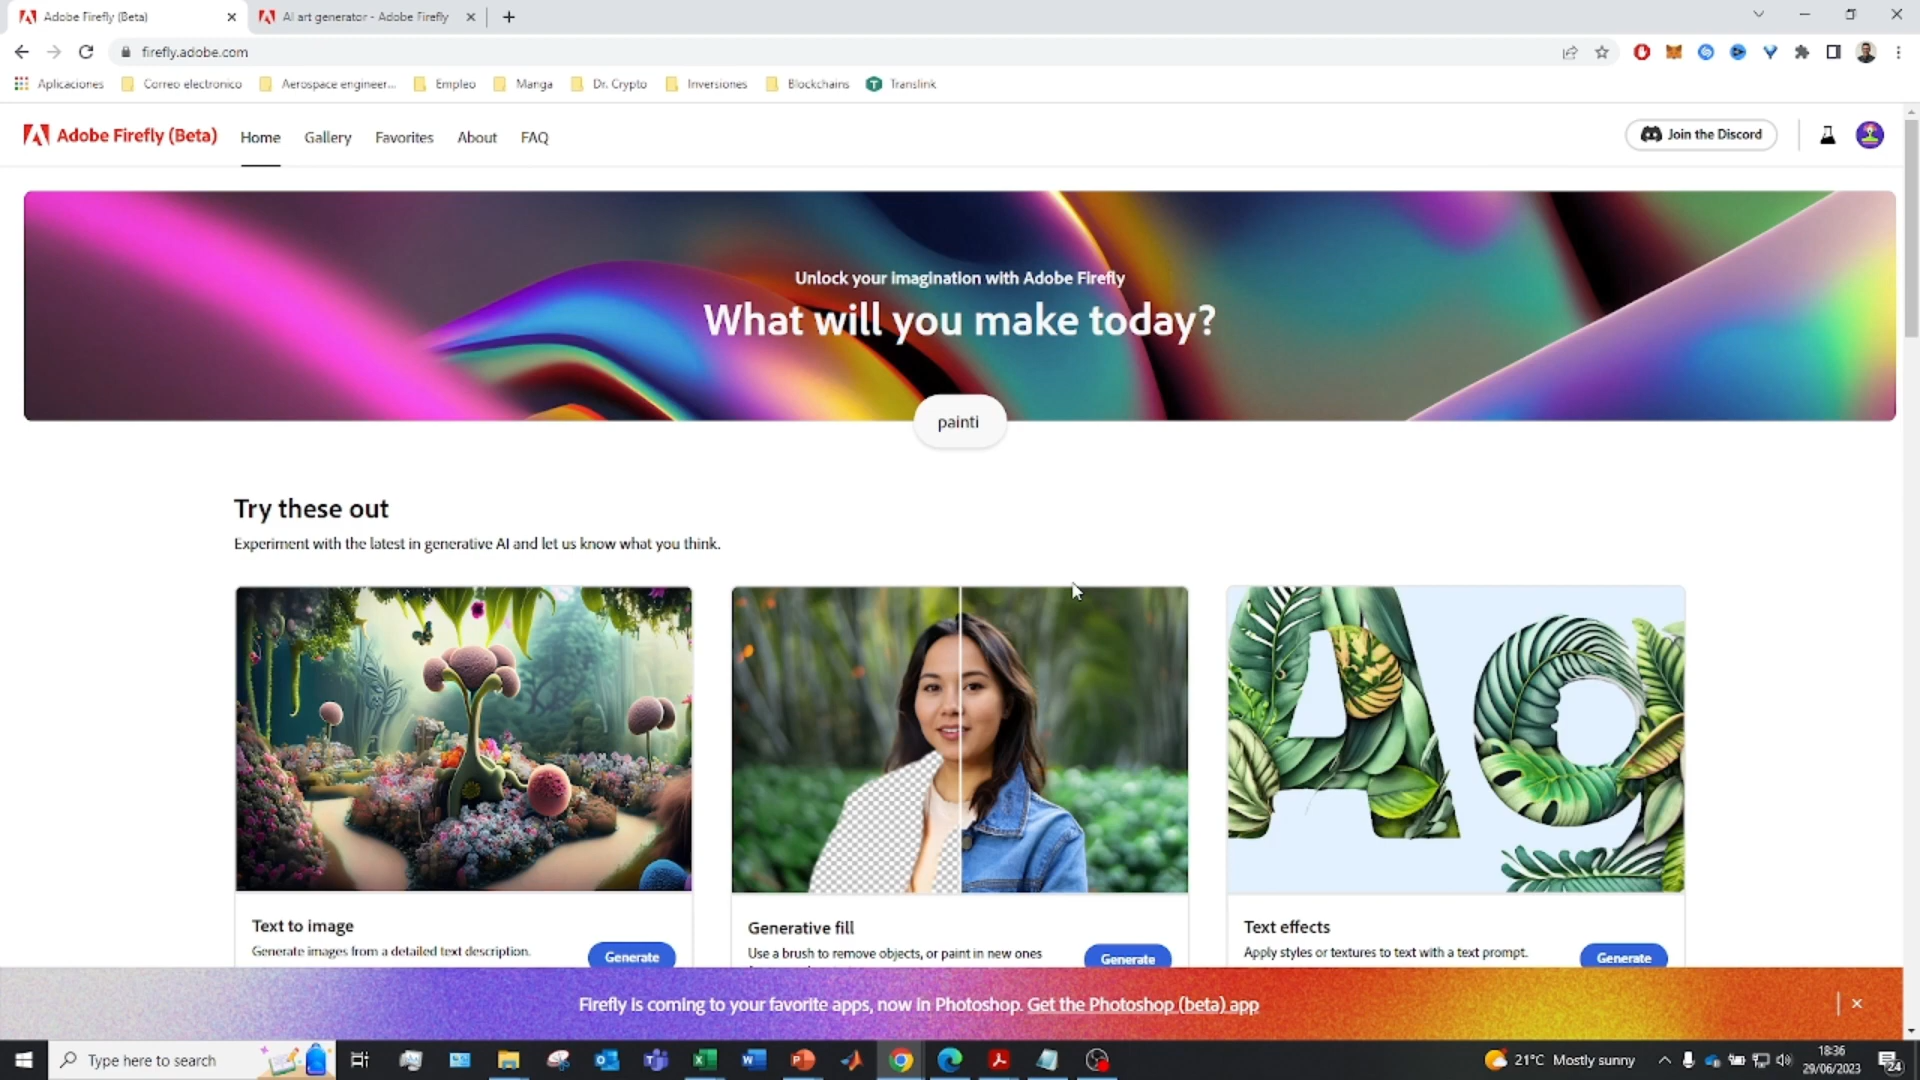 Adobe Firefly (Beta)
AI art generator - Adobe Firefly
firefly.adobe.com
Aplicaciones
Correo electronico
Aerospace engineer...
Empleo
Manga
Dr. Crypto
Inversiones
Blockchains
Translink
Adobe Firefly (Beta)
Home
Gallery
Favorites
About
FAQ
Join the Discord
Unlock your imagination with Adobe Firefly
What will you make today?
painti
Try these out
Experiment with the latest in generative AI and let us know what you think.
Text to image
Generate images from a detailed text description.
Generate
Generative fill
Use a brush to remove objects, or paint in new ones
Generate
Text effects
Apply styles or textures to text with a text prompt.
Generate
Firefly is coming to your favorite apps, now in Photoshop. Get the Photoshop (beta) app
Type here to search
21°C Mostly sunny
18:36
29/06/2023
24